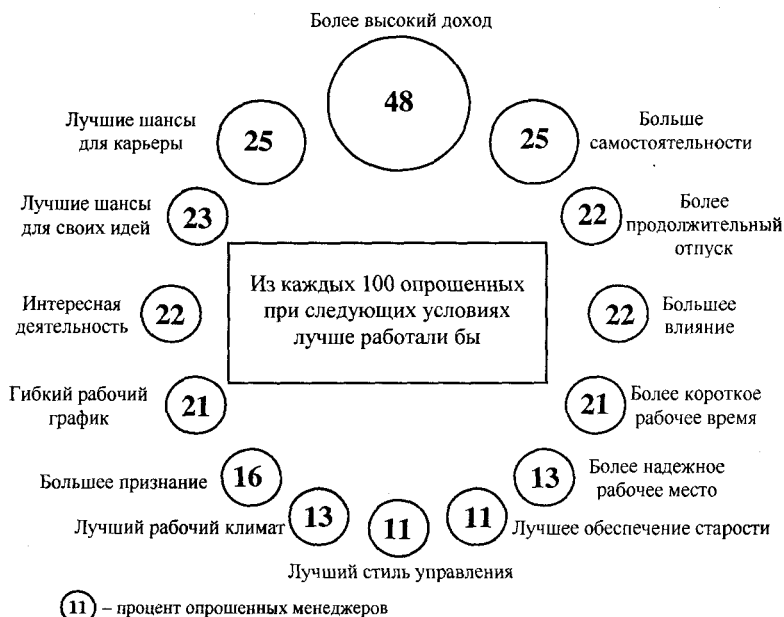 Более высокий доход
48
Лучшие шансы
для карьеры
25
25
Больше
самостоятельности
Лучшие шансы
для своих идей
23
22
Более
продолжительный
отпуск
Из каждых 100 опрошенных
при следующих условиях
лучше работали бы
Интересная
деятельность
22
22
Большее
влияние
Гибкий рабочий
график
21
21
Более короткое
рабочее время
Большее признание
16
13
Более надежное
рабочее место
Лучший рабочий климат
13
11
11
Лучшее обеспечение старости
Лучший стиль управления
11 – процент опрошенных менеджеров